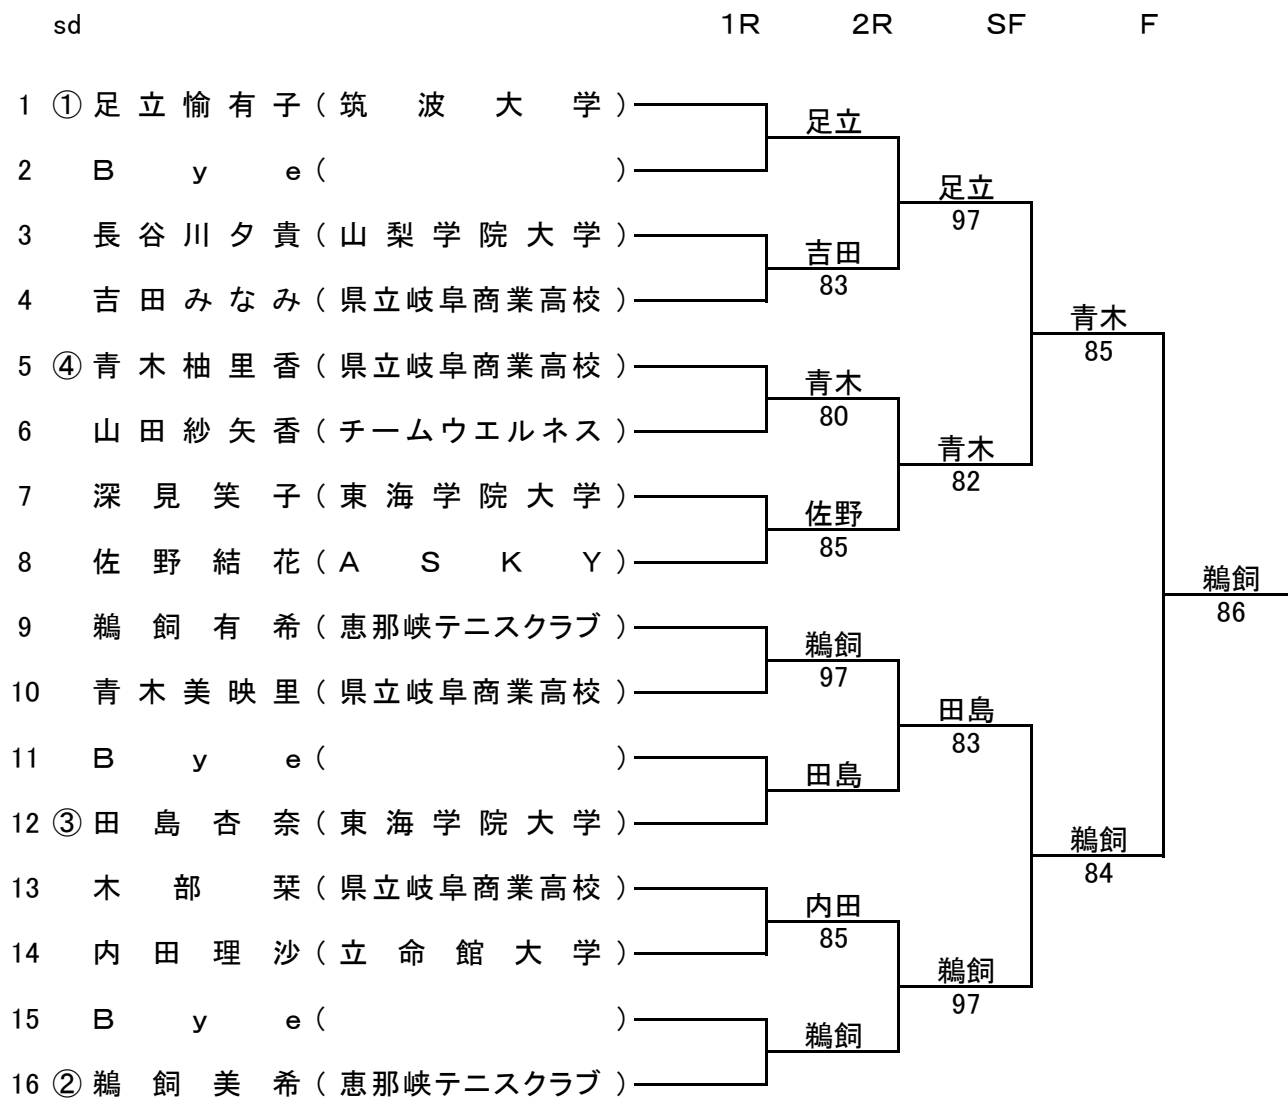 sd 1R 2R SF F
1 ① 足立愉有子(筑波大学)
足立
2 Bye( )
足立
97
3 長谷川夕貴(山梨学院大学)
吉田
83
4 吉田みなみ(県立岐阜商業高校)
青木
85
5 ④ 青木柚里香(県立岐阜商業高校)
青木
80
6 山田紗矢香(チームウエルネス)
青木
82
7 深見笑子(東海学院大学)
佐野
85
8 佐野結花(ASKY)
鵜飼
86
9 鵜飼有希(恵那峡テニスクラブ)
鵜飼
97
10 青木美映里(県立岐阜商業高校)
田島
83
11 Bye( )
田島
12 ③ 田島杏奈(東海学院大学)
鵜飼
84
13 木部栞(県立岐阜商業高校)
内田
85
14 内田理沙(立命館大学)
鵜飼
97
15 Bye( )
鵜飼
16 ② 鵜飼美希(恵那峡テニスクラブ)